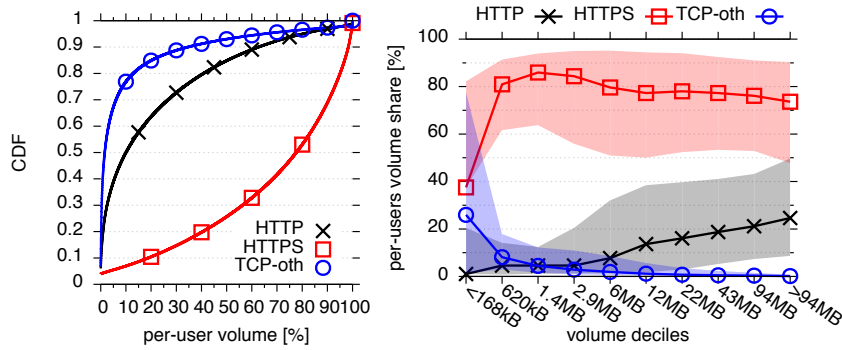 HTTP HTTPS TCP-oth
1
0.9
0.8
0.7
0.6
0.5
0.4
0.3
0.2
0.1
0
CDF
HTTP
HTTPS
TCP-oth
0 10 20 30 40 50 60 70 80 90 100
per-user volume [%]
100
80
60
40
20
0
per-users volume share [%]
<168kB 620kB 1.4MB 2.9MB 6MB 12MB 22MB 43MB 94MB >94MB
volume deciles